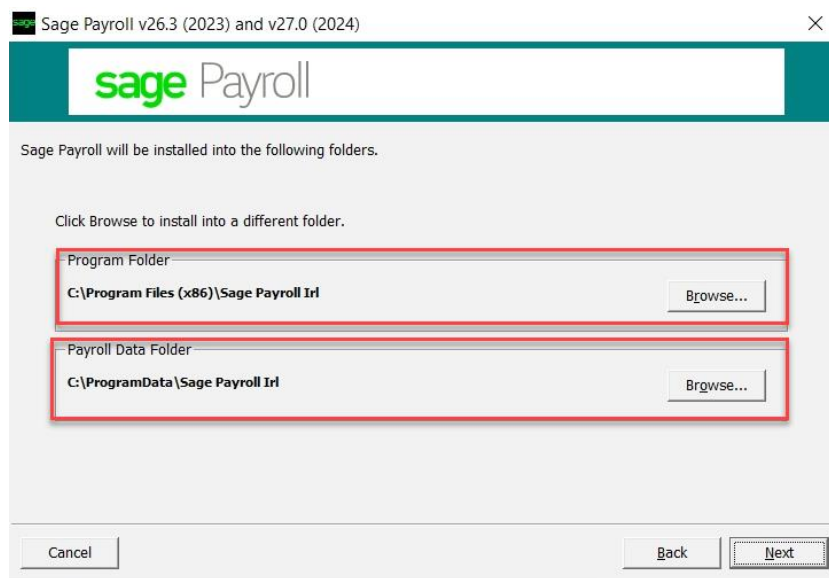 sage Sage Payroll v26.3 (2023) and v27.0 (2024)
sage Payroll
Sage Payroll will be installed into the following folders.
Click Browse to install into a different folder.
Program Folder
C:\Program Files (x86)\Sage Payroll Irl
Browse...
Payroll Data Folder
C:\ProgramData\Sage Payroll Irl
Browse...
Cancel
Back
Next